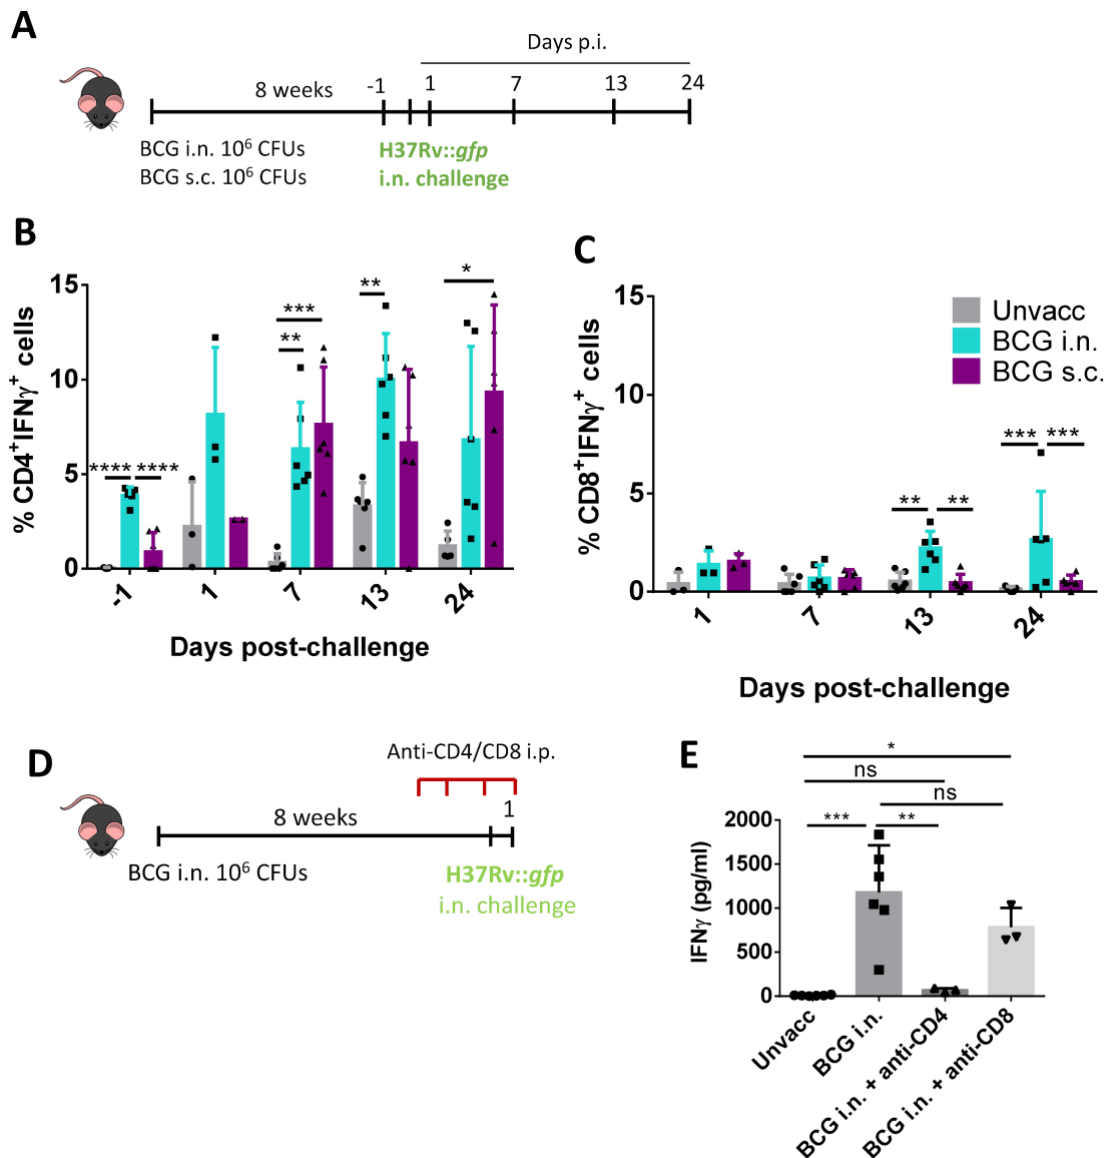 A
Days p.i.
8 weeks
-1
1
7
13
24
BCG i.n. 10⁶ CFUs
BCG s.c. 10⁶ CFUs
H37Rv::gfp
i.n. challenge
B
% CD4⁺IFNγ⁺ cells
15
10
5
0
**** ****
***
**
**
*
-1
1
7
13
24
Days post-challenge
C
% CD8⁺IFNγ⁺ cells
15
10
5
0
Unvacc
BCG i.n.
BCG s.c.
** **
*** ***
1
7
13
24
Days post-challenge
D
Anti-CD4/CD8 i.p.
8 weeks
1
BCG i.n. 10⁶ CFUs
H37Rv::gfp
i.n. challenge
E
*
ns
ns
*** **
IFNγ (pg/ml)
2000
1500
1000
500
0
Unvacc
BCG i.n.
BCG i.n. + anti-CD4
BCG i.n. + anti-CD8